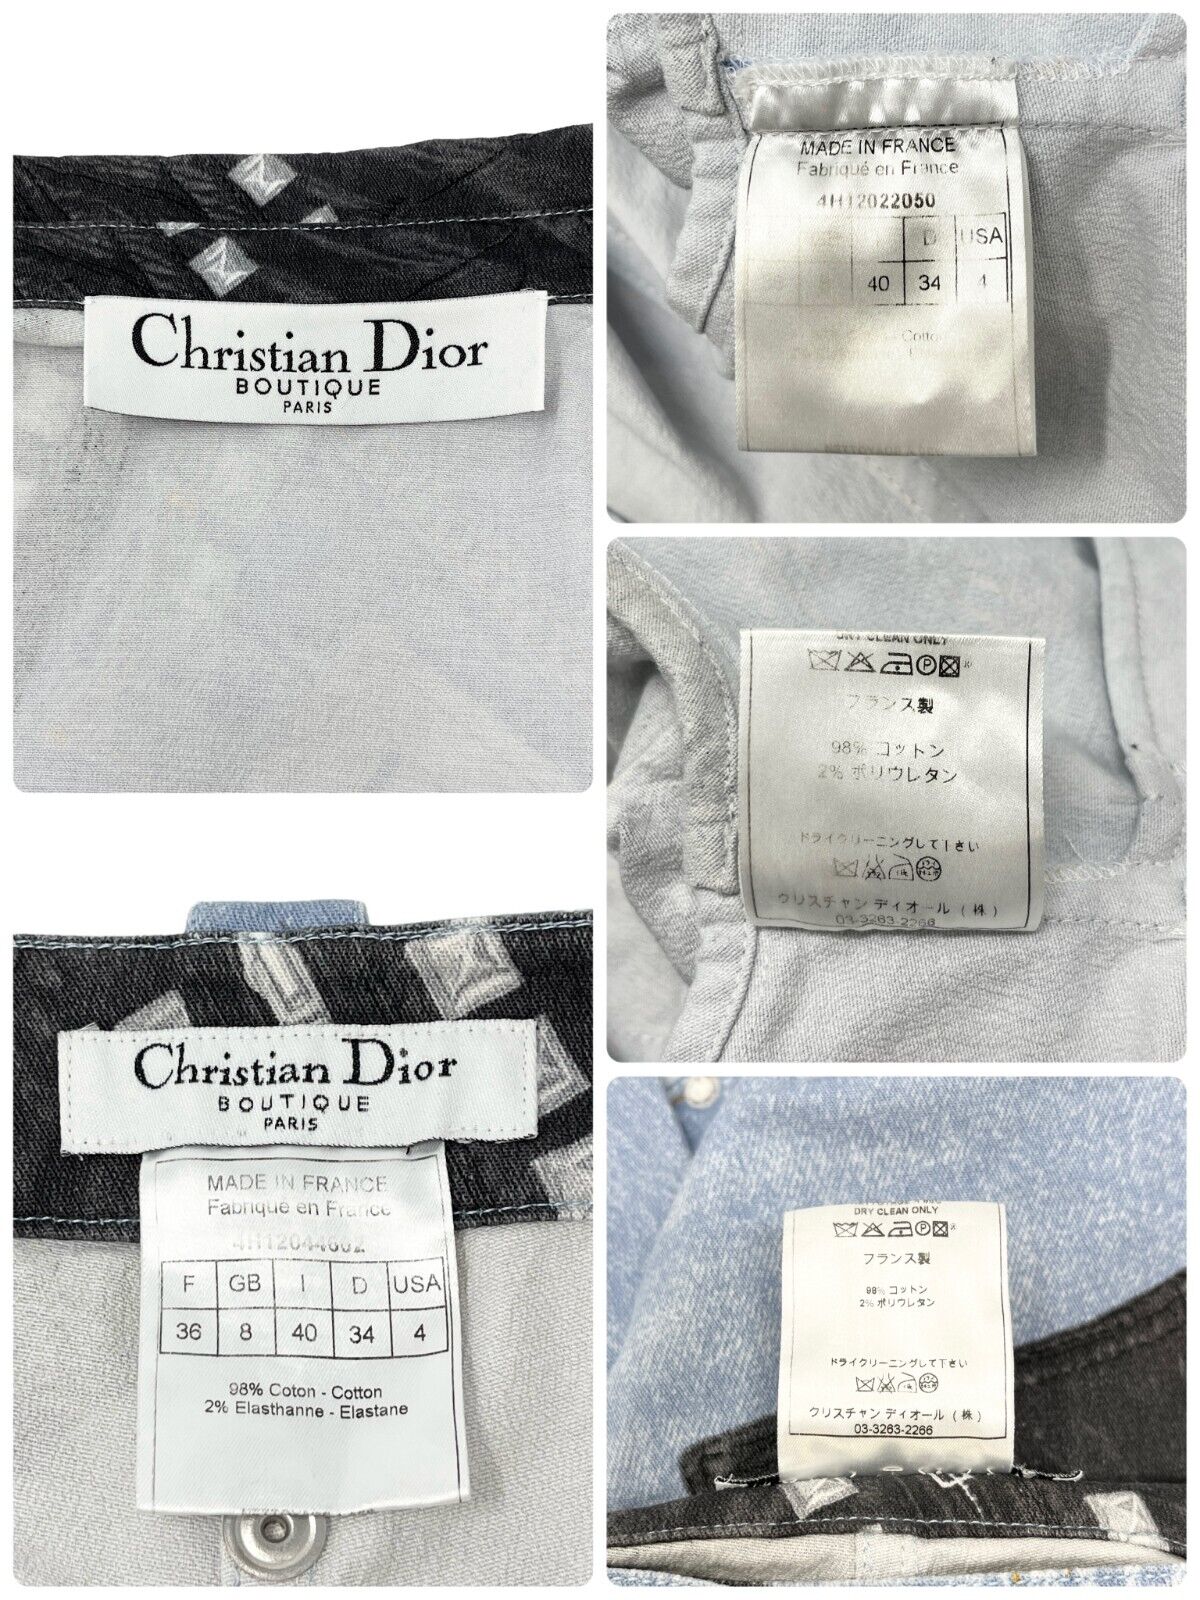 Christian Dior
BOUTIQUE
PARIS
MADE IN FRANCE
Fabriqué en France
4H12022050
D USA
40 34 4
Cotto
DRY CLEAN ONLY
フランス製
98% コットン
2% ポリウレタン
ドライクリーニングして下さい
クリスチャン ディオール (株)
03-3263-2266
Christian Dior
BOUTIQUE
PARIS
MADE IN FRANCE
Fabriqué en France
F GB I D USA
36 8 40 34 4
98% Coton - Cotton
2% Elasthanne - Elastane
DRY CLEAN ONLY
フランス製
98% コットン
2% ポリウレタン
ドライクリーニングして下さい
クリスチャン ディオール (株)
03-3263-2266